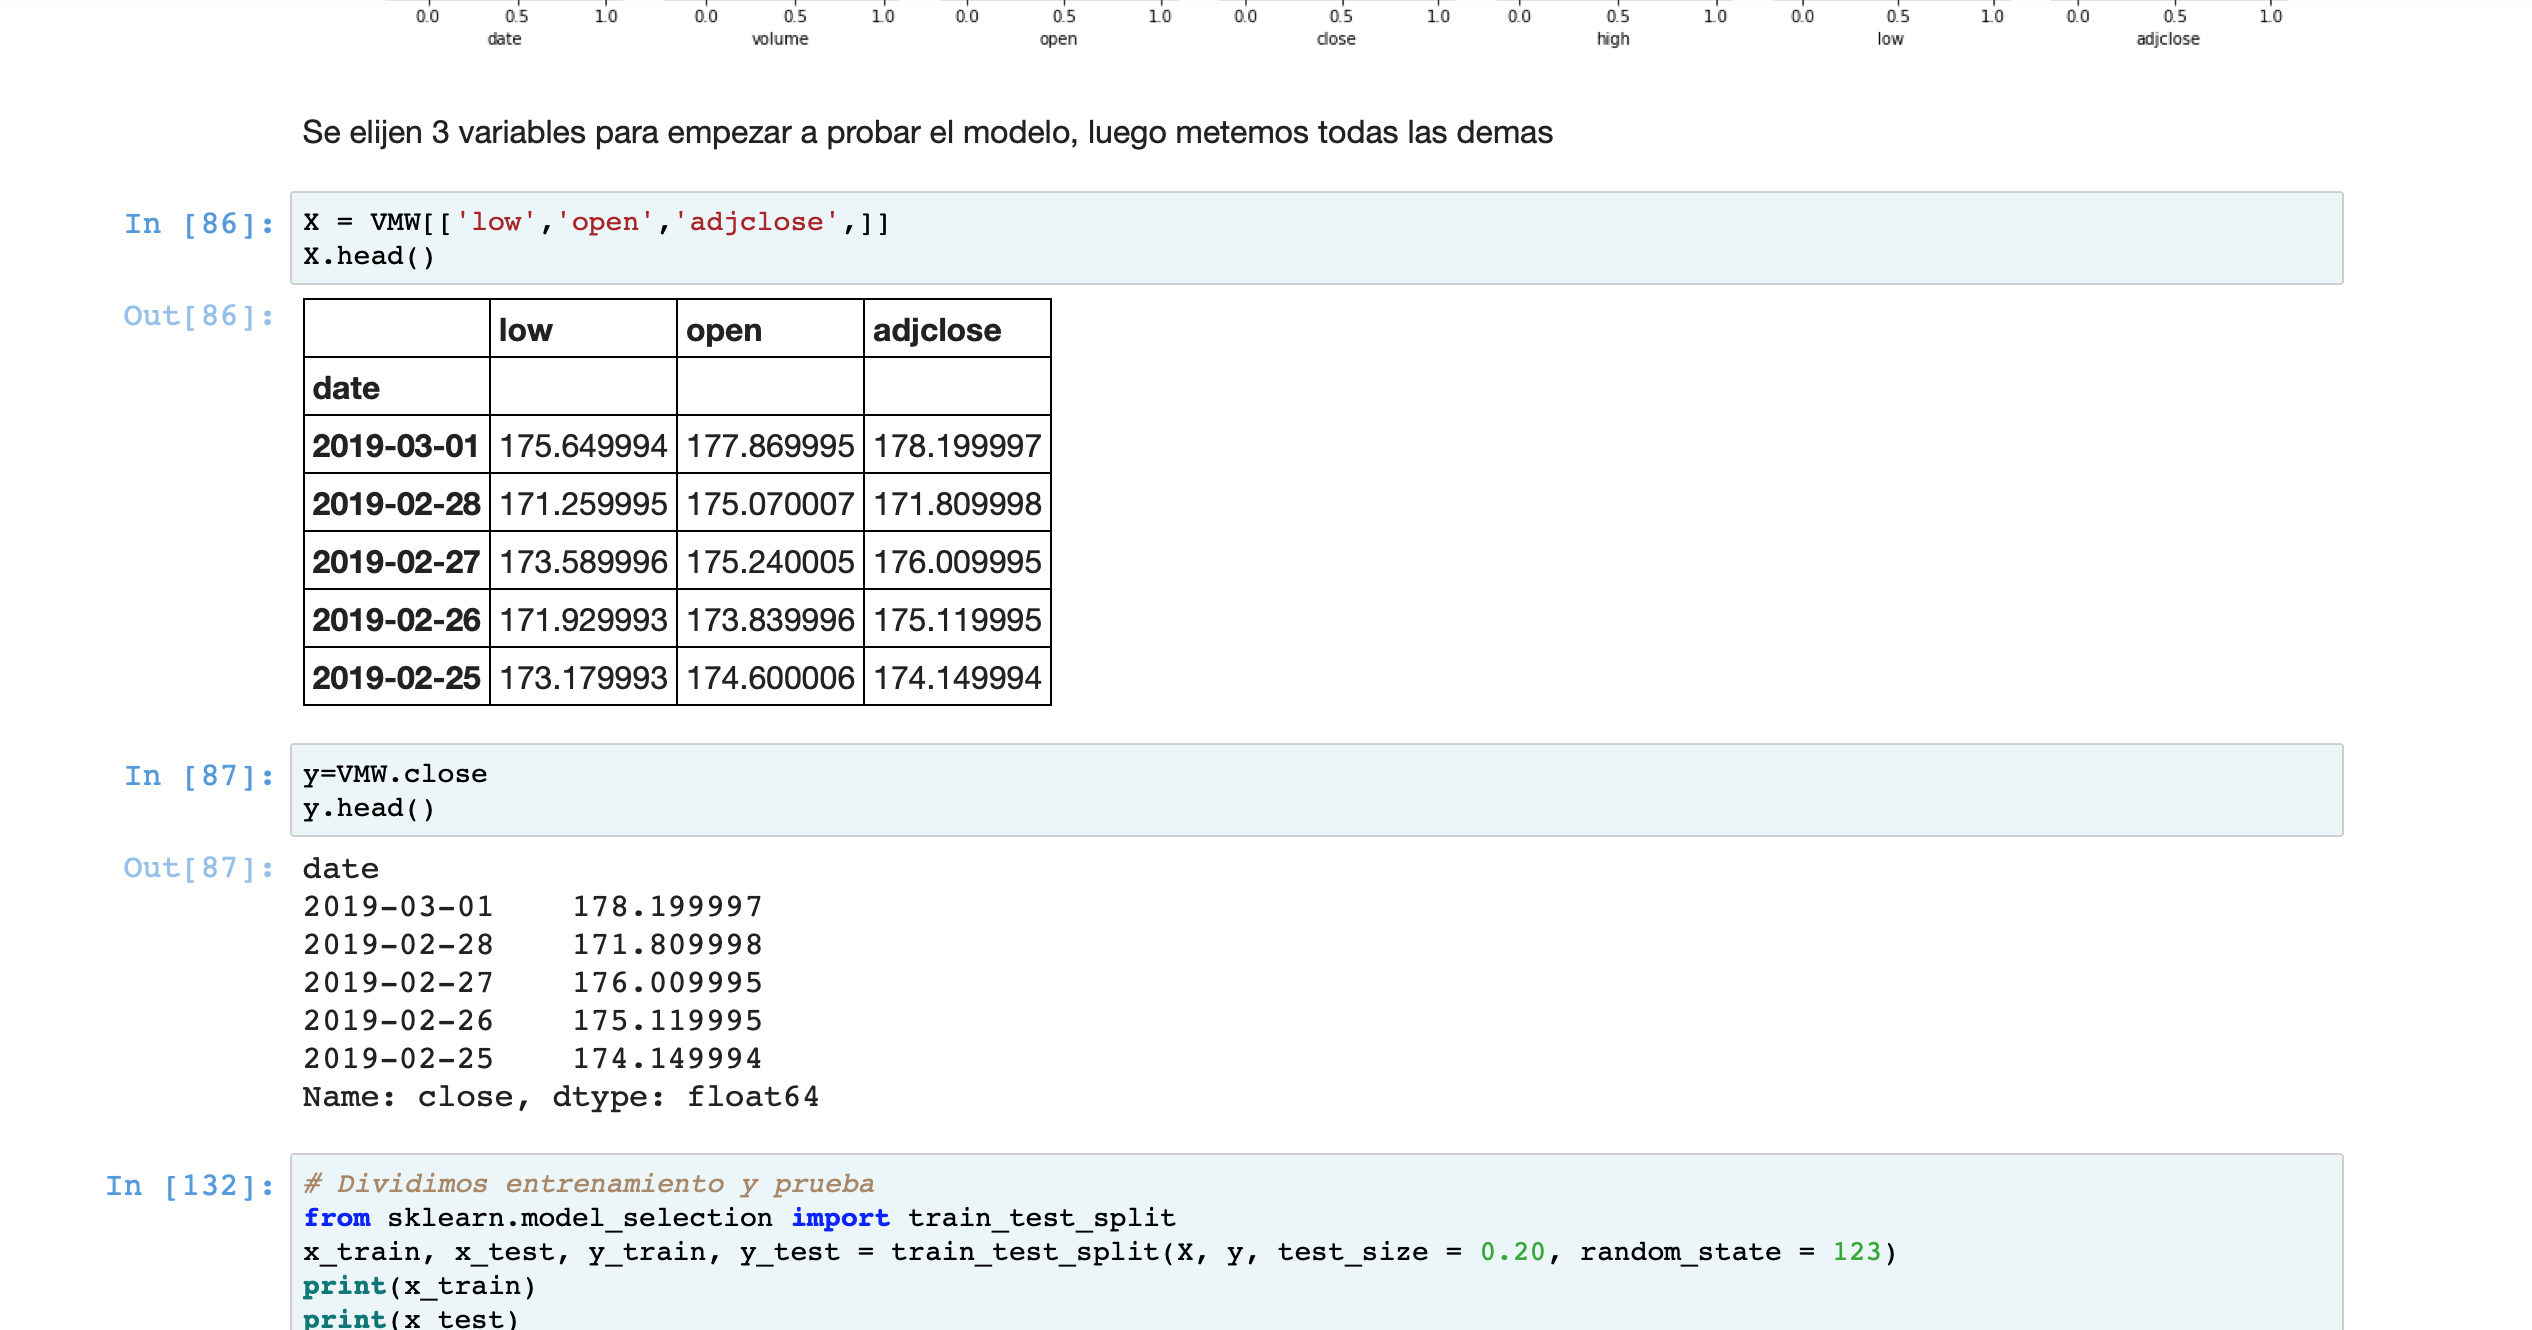 0.0 0.5 1.0 0.0 0.5 1.0 0.0 0.5 1.0 0.0 0.5 1.0 0.0 0.5 1.0 0.0 0.5 1.0 0.0 0.5 1.0
date volume open close high low adjclose
Se elijen 3 variables para empezar a probar el modelo, luego metemos todas las demas
In [86]: X = VMW[['low','open','adjclose',]]
X.head()
Out[86]:
low open adjclose
date
2019-03-01 175.649994 177.869995 178.199997
2019-02-28 171.259995 175.070007 171.809998
2019-02-27 173.589996 175.240005 176.009995
2019-02-26 171.929993 173.839996 175.119995
2019-02-25 173.179993 174.600006 174.149994
In [87]: y=VMW.close
y.head()
Out[87]: date
2019-03-01 178.199997
2019-02-28 171.809998
2019-02-27 176.009995
2019-02-26 175.119995
2019-02-25 174.149994
Name: close, dtype: float64
In [132]: # Dividimos entrenamiento y prueba
from sklearn.model_selection import train_test_split
x_train, x_test, y_train, y_test = train_test_split(X, y, test_size = 0.20, random_state = 123)
print(x_train)
print(x_test)